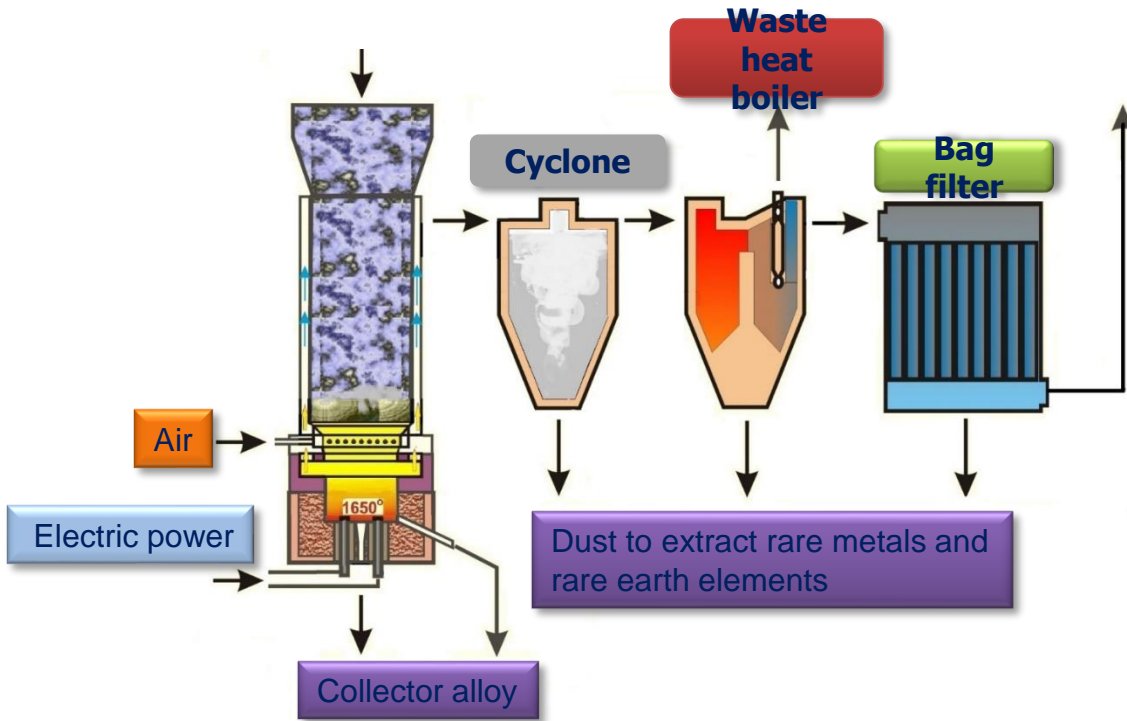 Waste
heat
boiler
Cyclone
Bag
filter
Air
1650°
Electric power
Dust to extract rare metals and
rare earth elements
Collector alloy